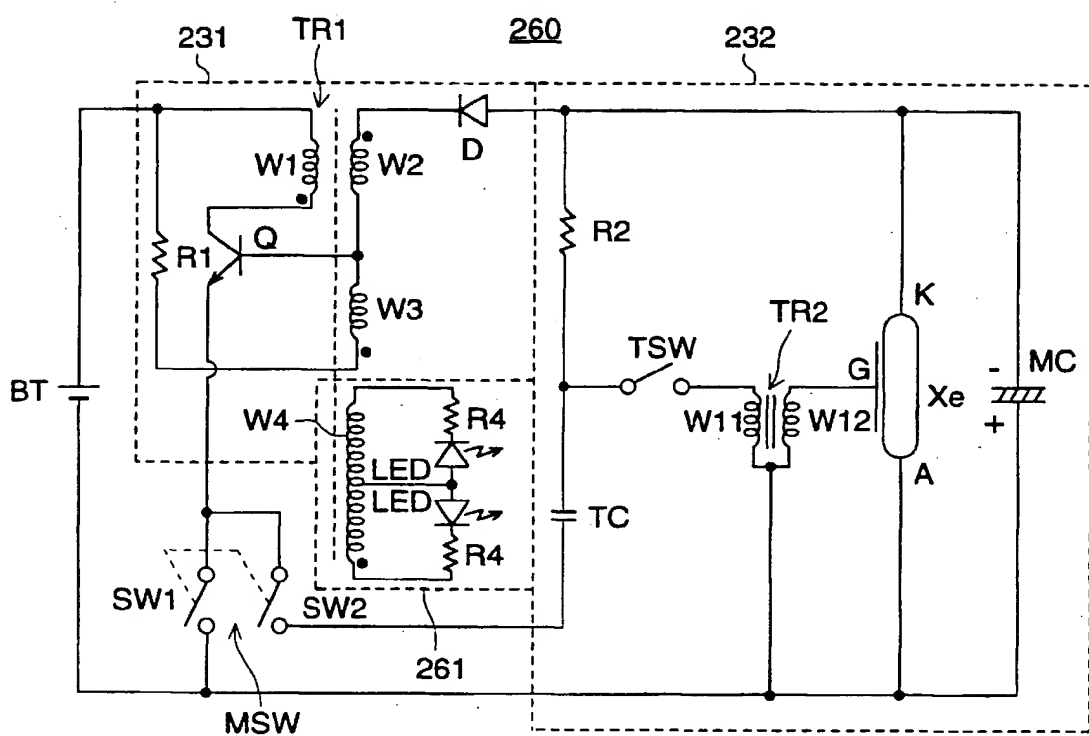 260
231
TR1
232
W1
W2
D
R1
Q
R2
W3
K
TR2
TSW
BT
G
Xe
-
MC
+
W4
R4
W11
W12
LED
A
LED
TC
R4
SW1
SW2
261
MSW